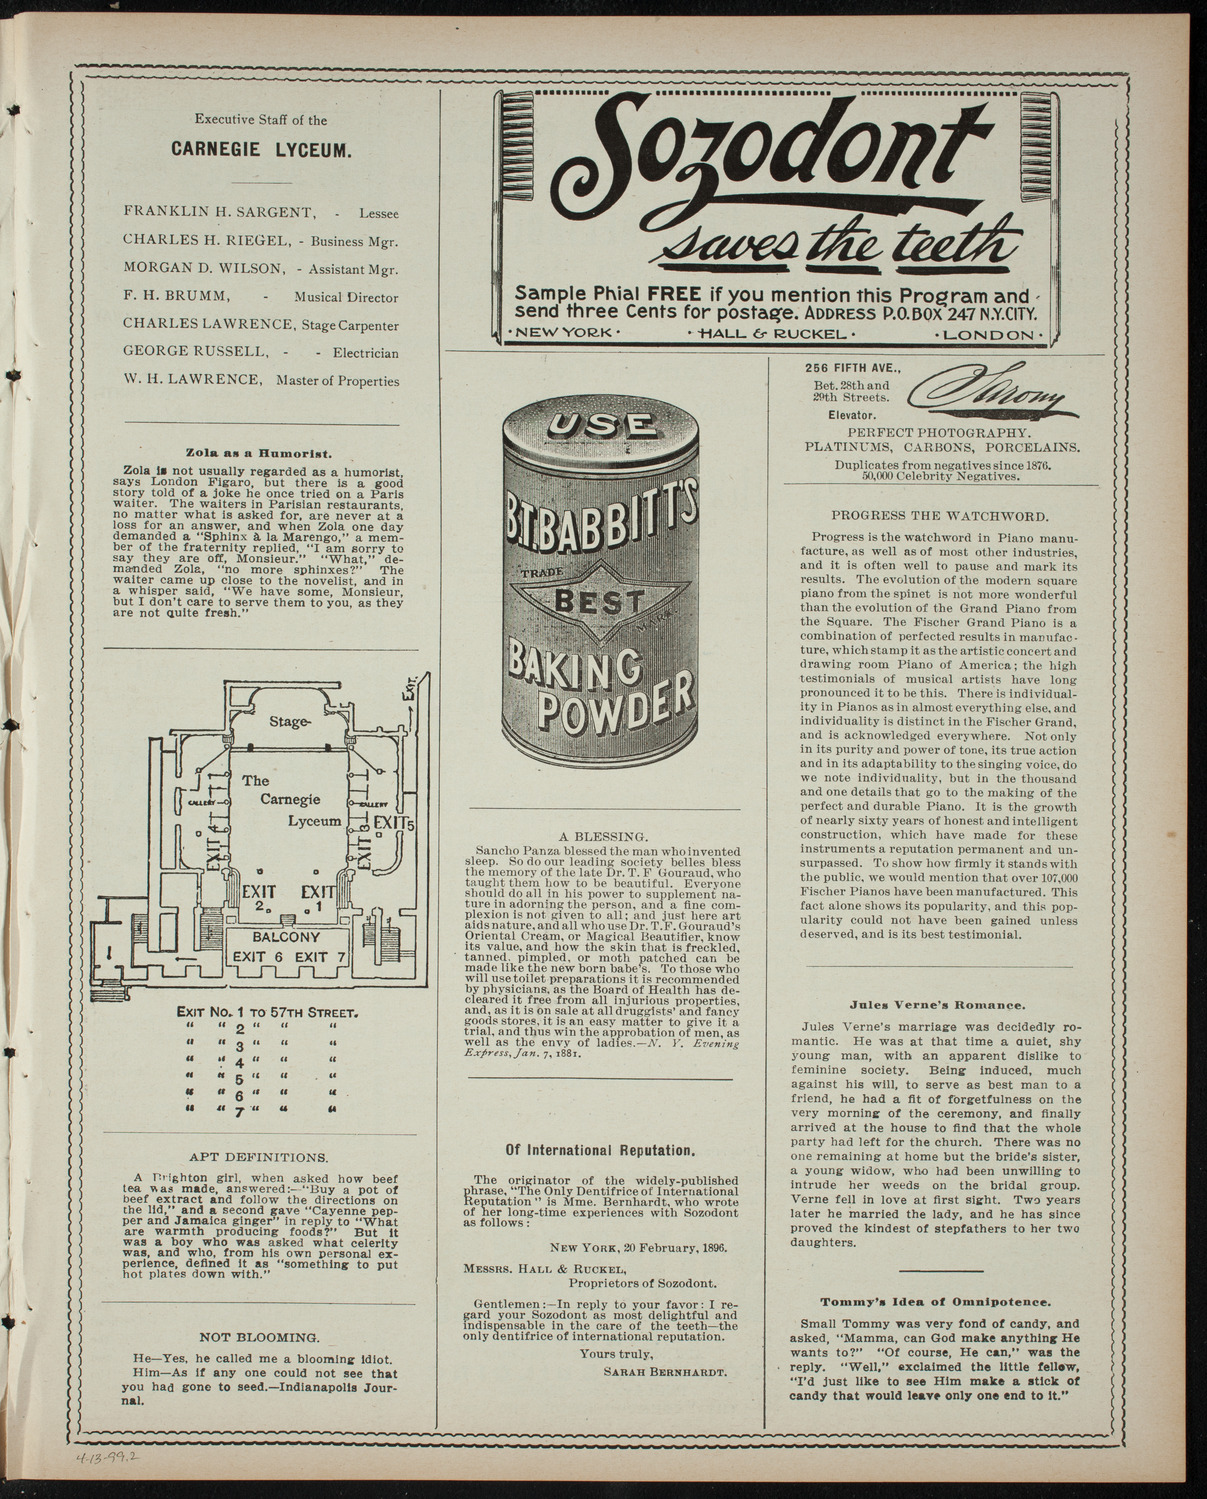 Executive Staff of the
CARNEGIE LYCEUM.
FRANKLIN H. SARGENT, - Lessee
CHARLES H. RIEGEL, - Business Mgr.
MORGAN D. WILSON, - Assistant Mgr.
F. H. BRUMM, - Musical Director
CHARLES LAWRENCE, Stage Carpenter
GEORGE RUSSELL, - - Electrician
W. H. LAWRENCE, Master of Properties
Zola as a Humorist.
Zola is not usually regarded as a humorist,
says London Figaro, but there is a good
story told of a joke he once tried on a Paris
waiter. The waiters in Parisian restaurants,
no matter what is asked for, are never at a
loss for an answer, and when Zola one day
demanded a "Sphinx à la Marengo," a mem-
ber of the fraternity replied, "I am sorry to
say they are off, Monsieur." "What," de-
manded Zola, "no more sphinxes?" The
waiter came up close to the novelist, and in
a whisper said, "We have some, Monsieur,
but I don't care to serve them to you, as they
are not quite fresh."
EXIT.
Stage
The
Carnegie
Lyceum
GALLERY
GALLERY
EXIT 4
EXIT 3
EXIT 5
EXIT 2
EXIT 1
BALCONY
EXIT 6 EXIT 7
EXIT NO. 1 TO 57TH STREET.
" " 2 " " "
" " 3 " " "
" " 4 " " "
" " 5 " " "
" " 6 " " "
" " 7 " " "
APT DEFINITIONS.
A Brighton girl, when asked how beef
tea was made, answered:—"Buy a pot of
beef extract and follow the directions on
the lid," and a second gave "Cayenne pep-
per and Jamaica ginger" in reply to "What
are warmth producing foods?" But it
was a boy who was asked what celerity
was, and who, from his own personal ex-
perience, defined it as "something to put
hot plates down with."
NOT BLOOMING.
He—Yes, he called me a blooming idiot.
Him—As if any one could not see that
you had gone to seed.—Indianapolis Jour-
nal.
Sozodont
saves the teeth
Sample Phial FREE if you mention this Program and
send three Cents for postage. ADDRESS P.O.BOX 247 N.Y.CITY.
·NEW YORK· ·HALL & RUCKEL· ·LONDON·
USE
B.T.BABBITT'S
TRADE
BEST
MARK
BAKING
POWDER
A BLESSING.
Sancho Panza blessed the man who invented
sleep. So do our leading society belles bless
the memory of the late Dr. T. F Gouraud, who
taught them how to be beautiful. Everyone
should do all in his power to supplement na-
ture in adorning the person, and a fine com-
plexion is not given to all; and just here art
aids nature, and all who use Dr. T.F. Gouraud's
Oriental Cream, or Magical Beautifier, know
its value, and how the skin that is freckled,
tanned, pimpled, or moth patched can be
made like the new born babe's. To those who
will use toilet preparations it is recommended
by physicians, as the Board of Health has de-
cleared it free from all injurious properties,
and, as it is on sale at all druggists' and fancy
goods stores, it is an easy matter to give it a
trial, and thus win the approbation of men, as
well as the envy of ladies.—N. Y. Evening
Express, Jan. 7, 1881.
Of International Reputation.
The originator of the widely-published
phrase, "The Only Dentifrice of International
Reputation" is Mme. Bernhardt, who wrote
of her long-time experiences with Sozodont
as follows:
NEW YORK, 20 February, 1896.
MESSRS. HALL & RUCKEL,
Proprietors of Sozodont.
Gentlemen:—In reply to your favor: I re-
gard your Sozodont as most delightful and
indispensable in the care of the teeth—the
only dentifrice of international reputation.
Yours truly,
SARAH BERNHARDT.
256 FIFTH AVE.,
Bet. 28th and
29th Streets.
Elevator.
Sarony
PERFECT PHOTOGRAPHY.
PLATINUMS, CARBONS, PORCELAINS.
Duplicates from negatives since 1876.
50,000 Celebrity Negatives.
PROGRESS THE WATCHWORD.
Progress is the watchword in Piano manu-
facture, as well as of most other industries,
and it is often well to pause and mark its
results. The evolution of the modern square
piano from the spinet is not more wonderful
than the evolution of the Grand Piano from
the Square. The Fischer Grand Piano is a
combination of perfected results in manufac-
ture, which stamp it as the artistic concert and
drawing room Piano of America; the high
testimonials of musical artists have long
pronounced it to be this. There is individual-
ity in Pianos as in almost everything else, and
individuality is distinct in the Fischer Grand,
and is acknowledged everywhere. Not only
in its purity and power of tone, its true action
and in its adaptability to the singing voice, do
we note individuality, but in the thousand
and one details that go to the making of the
perfect and durable Piano. It is the growth
of nearly sixty years of honest and intelligent
construction, which have made for these
instruments a reputation permanent and un-
surpassed. To show how firmly it stands with
the public, we would mention that over 107,000
Fischer Pianos have been manufactured. This
fact alone shows its popularity, and this pop-
ularity could not have been gained unless
deserved, and is its best testimonial.
Jules Verne's Romance.
Jules Verne's marriage was decidedly ro-
mantic. He was at that time a quiet, shy
young man, with an apparent dislike to
feminine society. Being induced, much
against his will, to serve as best man to a
friend, he had a fit of forgetfulness on the
very morning of the ceremony, and finally
arrived at the house to find that the whole
party had left for the church. There was no
one remaining at home but the bride's sister,
a young widow, who had been unwilling to
intrude her weeds on the bridal group.
Verne fell in love at first sight. Two years
later he married the lady, and he has since
proved the kindest of stepfathers to her two
daughters.
Tommy's Idea of Omnipotence.
Small Tommy was very fond of candy, and
asked, "Mamma, can God make anything He
wants to?" "Of course, He can," was the
reply. "Well," exclaimed the little fellow,
"I'd just like to see Him make a stick of
candy that would leave only one end to it."
4-13-99.2